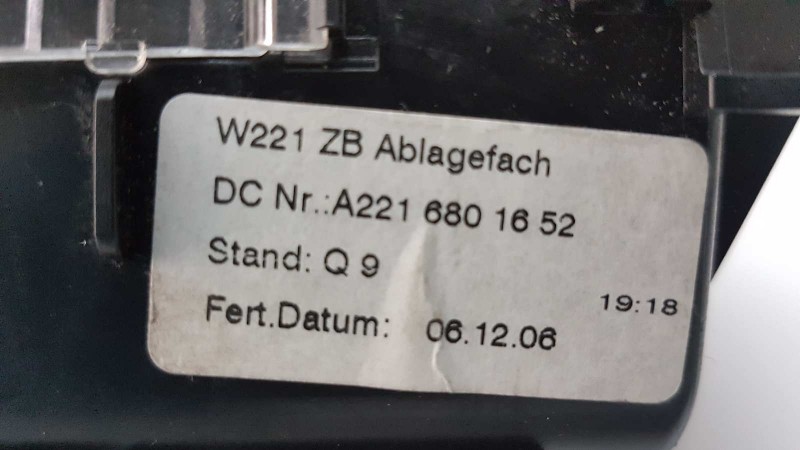 W221 ZB Ablagefach
DC Nr.:A221 680 16 52
Stand: Q 9
19:18
Fert.Datum: 06.12.06